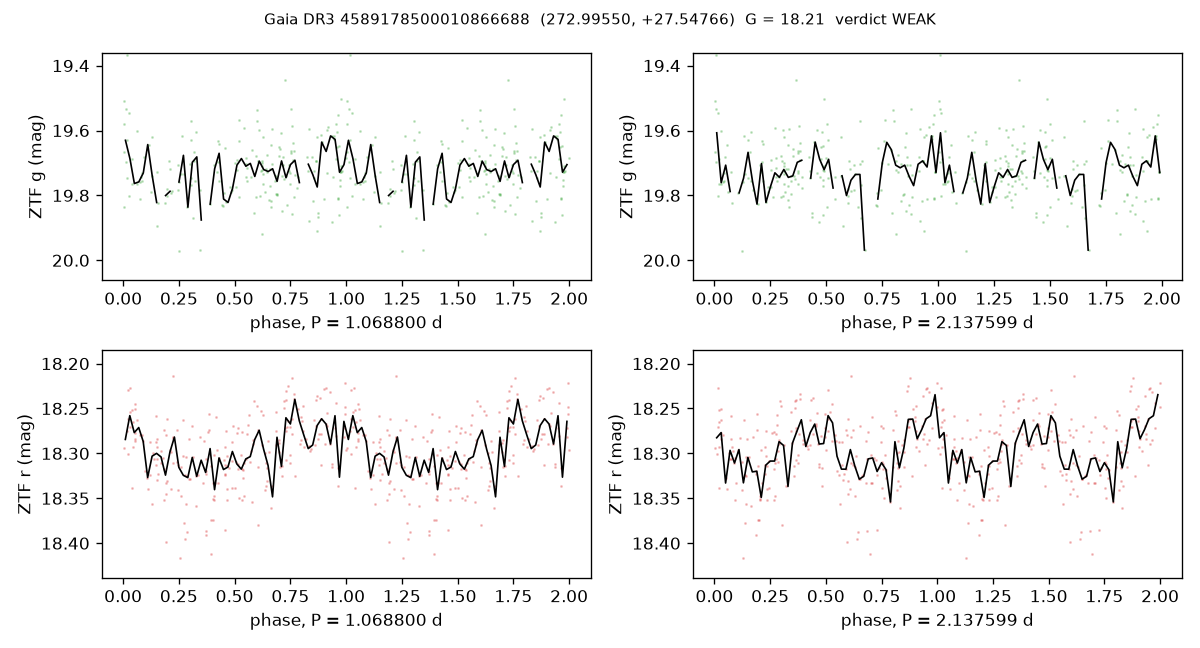 Gaia DR3 4589178500010866688 (272.99550, +27.54766) G = 18.21 verdict WEAK
ZTF g (mag)
19.4
19.6
19.8
20.0
0.00 0.25 0.50 0.75 1.00 1.25 1.50 1.75 2.00
phase, P = 1.068800 d
ZTF g (mag)
19.4
19.6
19.8
20.0
0.00 0.25 0.50 0.75 1.00 1.25 1.50 1.75 2.00
phase, P = 2.137599 d
ZTF r (mag)
18.20
18.25
18.30
18.35
18.40
0.00 0.25 0.50 0.75 1.00 1.25 1.50 1.75 2.00
phase, P = 1.068800 d
ZTF r (mag)
18.20
18.25
18.30
18.35
18.40
0.00 0.25 0.50 0.75 1.00 1.25 1.50 1.75 2.00
phase, P = 2.137599 d